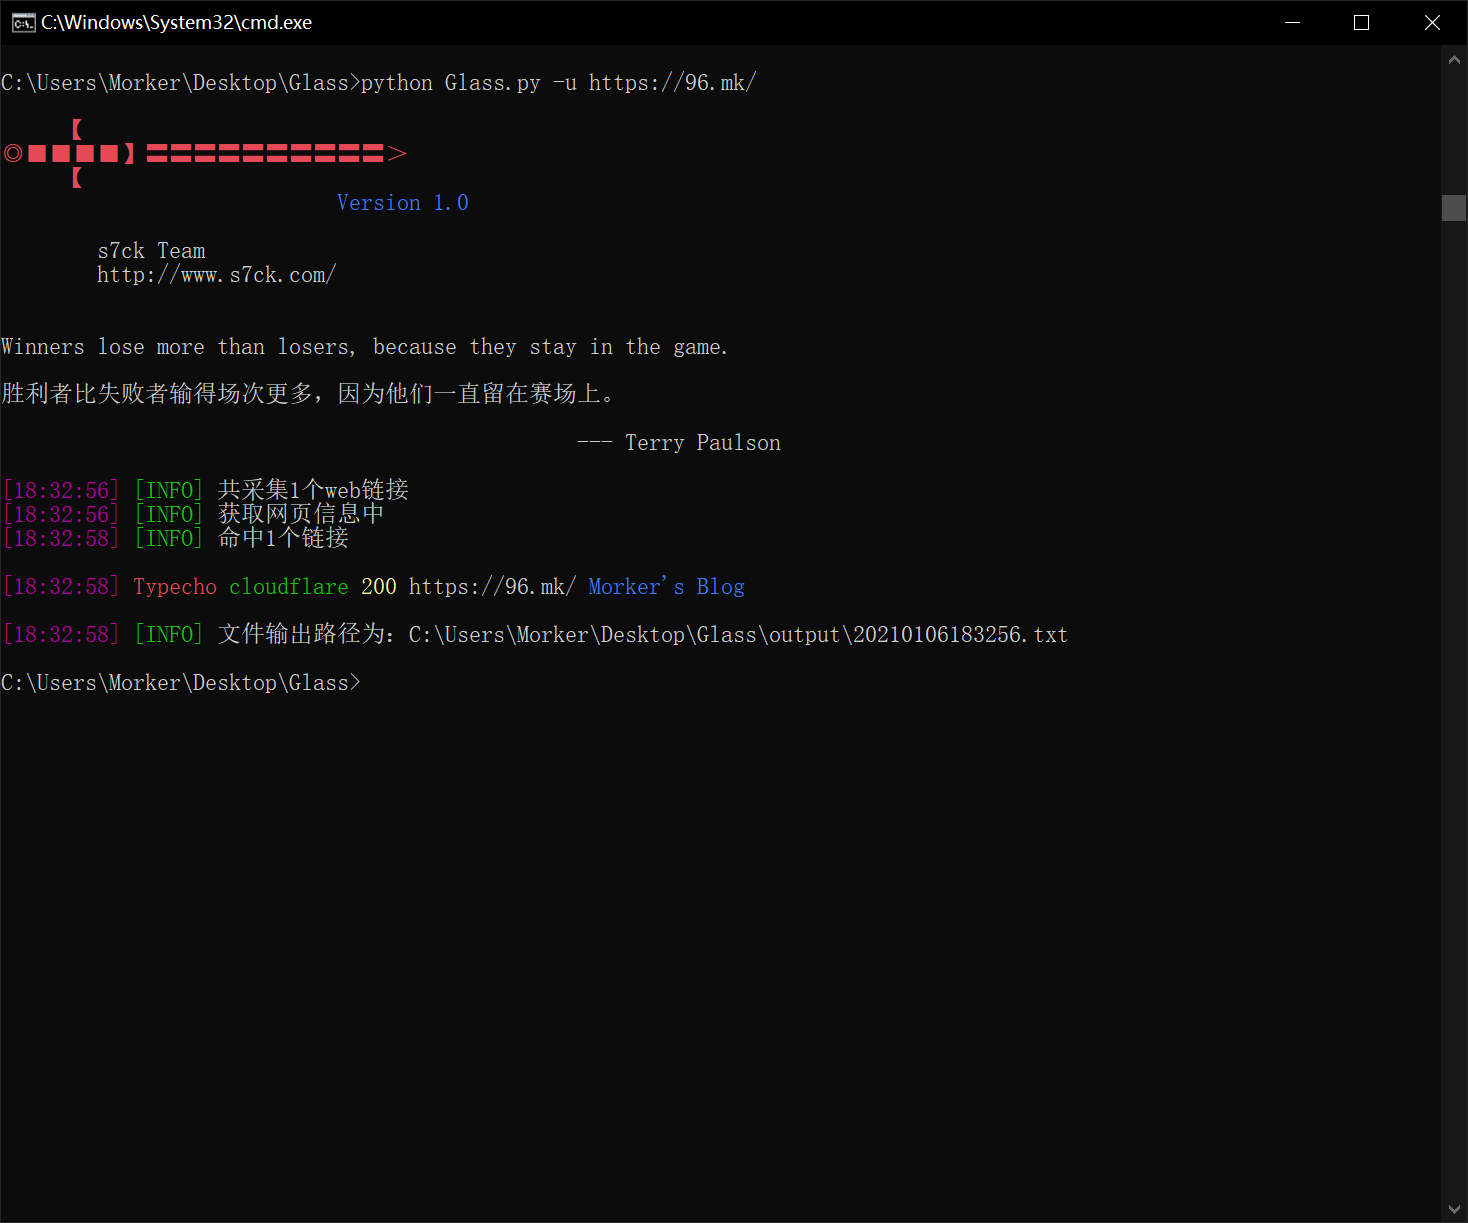 C:\Windows\System32\cmd.exe
C:\Users\Morker\Desktop\Glass>python Glass.py -u https://96.mk/
【
◎■■■■】〓〓〓〓〓〓〓〓〓〓>
【
Version 1.0
s7ck Team
http://www.s7ck.com/
Winners lose more than losers, because they stay in the game.
胜利者比失败者输得场次更多，因为他们一直留在赛场上。
--- Terry Paulson
[18:32:56] [INFO] 共采集1个web链接
[18:32:56] [INFO] 获取网页信息中
[18:32:58] [INFO] 命中1个链接
[18:32:58] Typecho cloudflare 200 https://96.mk/ Morker's Blog
[18:32:58] [INFO] 文件输出路径为：C:\Users\Morker\Desktop\Glass\output\20210106183256.txt
C:\Users\Morker\Desktop\Glass>